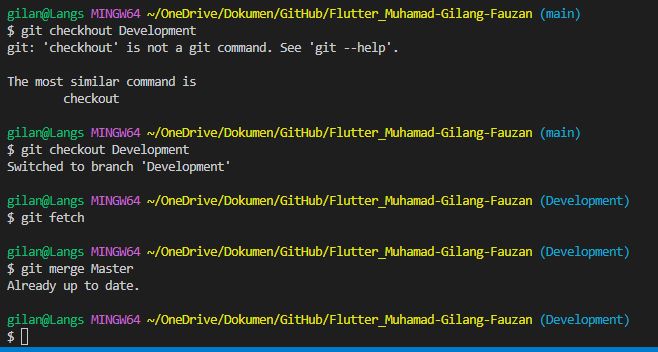 gilan@Langs MINGW64 ~/OneDrive/Dokumen/GitHub/Flutter_Muhamad-Gilang-Fauzan (main)
$ git checkhout Development
git: 'checkhout' is not a git command. See 'git --help'.

The most similar command is
        checkout

gilan@Langs MINGW64 ~/OneDrive/Dokumen/GitHub/Flutter_Muhamad-Gilang-Fauzan (main)
$ git checkout Development
Switched to branch 'Development'

gilan@Langs MINGW64 ~/OneDrive/Dokumen/GitHub/Flutter_Muhamad-Gilang-Fauzan (Development)
$ git fetch

gilan@Langs MINGW64 ~/OneDrive/Dokumen/GitHub/Flutter_Muhamad-Gilang-Fauzan (Development)
$ git merge Master
Already up to date.

gilan@Langs MINGW64 ~/OneDrive/Dokumen/GitHub/Flutter_Muhamad-Gilang-Fauzan (Development)
$